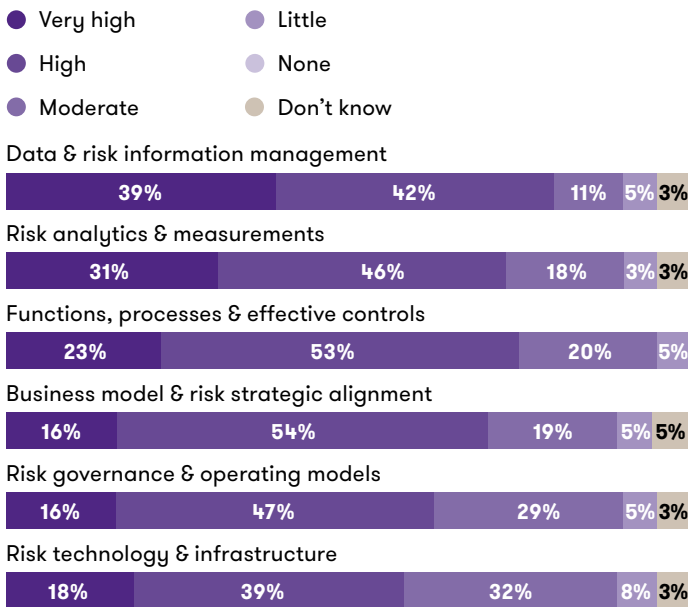 Very high Little
High None
Moderate Don't know
Data & risk information management
39% 42% 11% 5% 3%
Risk analytics & measurements
31% 46% 18% 3% 3%
Functions, processes & effective controls
23% 53% 20% 5%
Business model & risk strategic alignment
16% 54% 19% 5% 5%
Risk governance & operating models
16% 47% 29% 5% 3%
Risk technology & infrastructure
18% 39% 32% 8% 3%